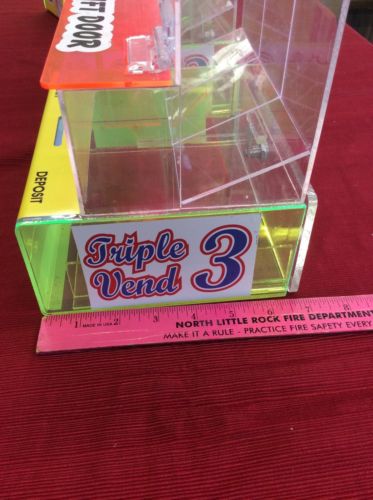 LIFT DOOR
DEPOSIT
Triple
Vend 3
1 MADE IN USA 2 3 4 5 6 7 8
NORTH LITTLE ROCK FIRE DEPARTMENT
MAKE IT A RULE - PRACTICE FIRE SAFETY EVERY